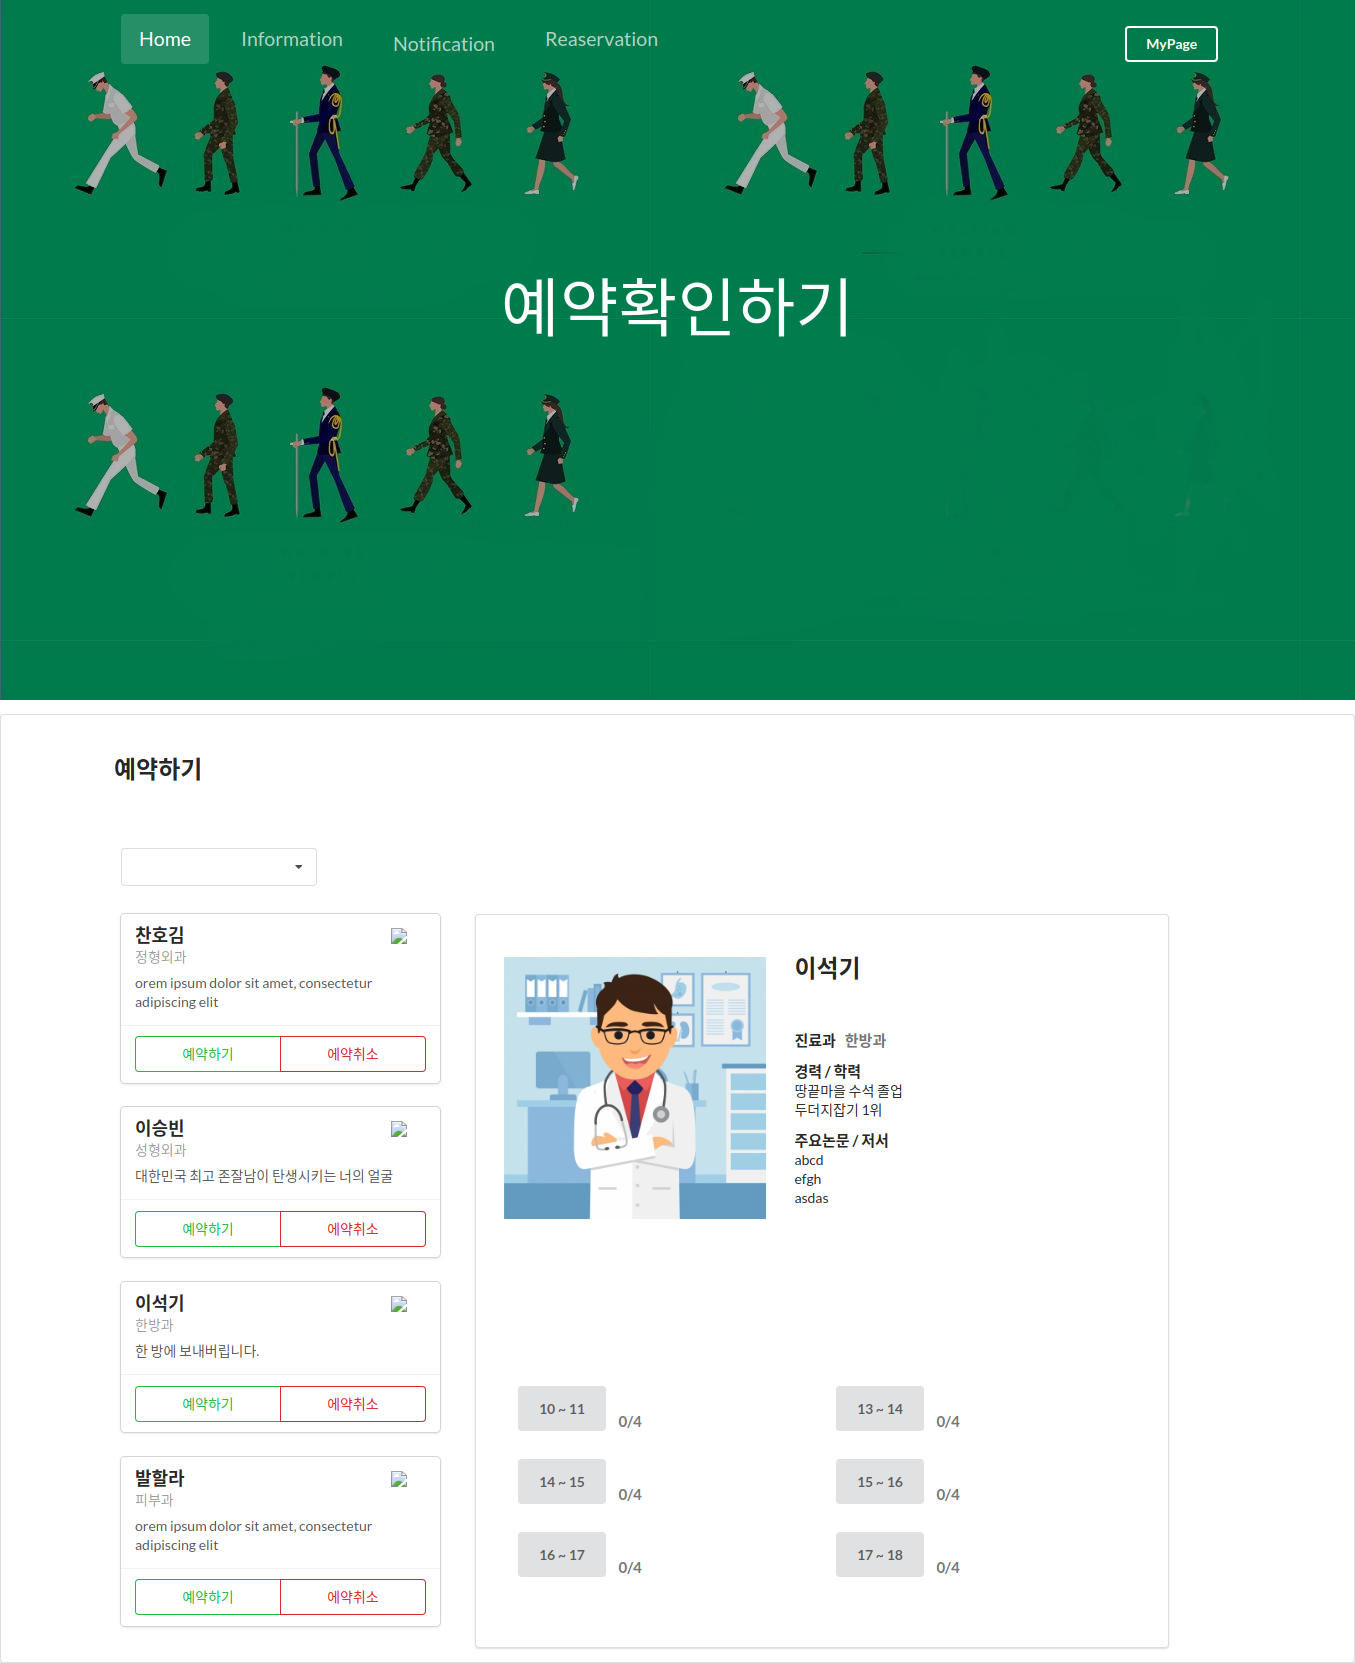 Home
Information
Notification
Reaservation
MyPage
예약확인하기
예약하기
찬호김
정형외과
orem ipsum dolor sit amet, consectetur
adipiscing elit
예약하기
에약취소
이승빈
성형외과
대한민국 최고 존잘남이 탄생시키는 너의 얼굴
예약하기
에약취소
이석기
한방과
한 방에 보내버립니다.
예약하기
에약취소
발할라
피부과
orem ipsum dolor sit amet, consectetur
adipiscing elit
예약하기
에약취소
이석기
진료과 한방과
경력 / 학력
땅끝마을 수석 졸업
두더지잡기 1위
주요논문 / 저서
abcd
efgh
asdas
10 ~ 11 0/4
13 ~ 14 0/4
14 ~ 15 0/4
15 ~ 16 0/4
16 ~ 17 0/4
17 ~ 18 0/4